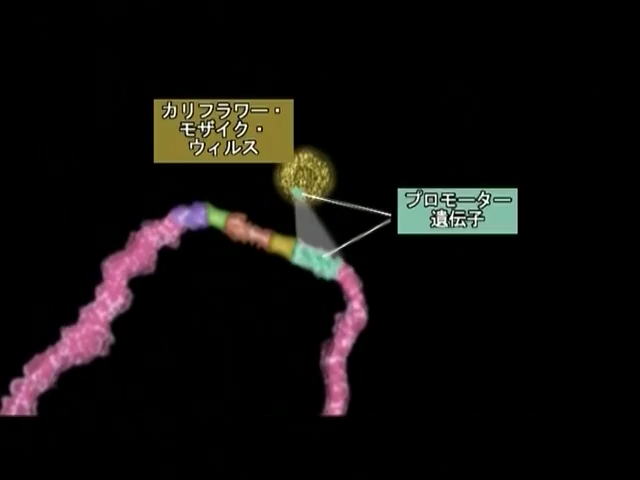 カリフラワー・
モザイク・
ウィルス
プロモーター
遺伝子